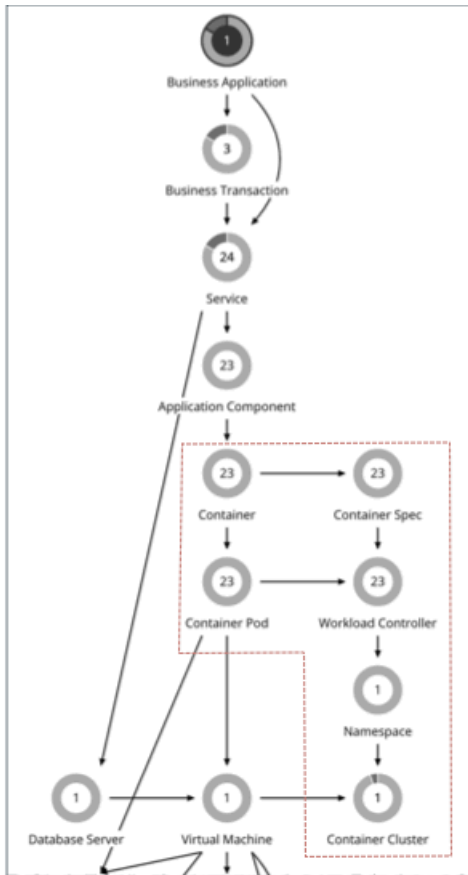 1
Business Application
3
Business Transaction
24
Service
23
Application Component
23 23
Container Container Spec
23 23
Container Pod Workload Controller
1
Namespace
1 1 1
Database Server Virtual Machine Container Cluster